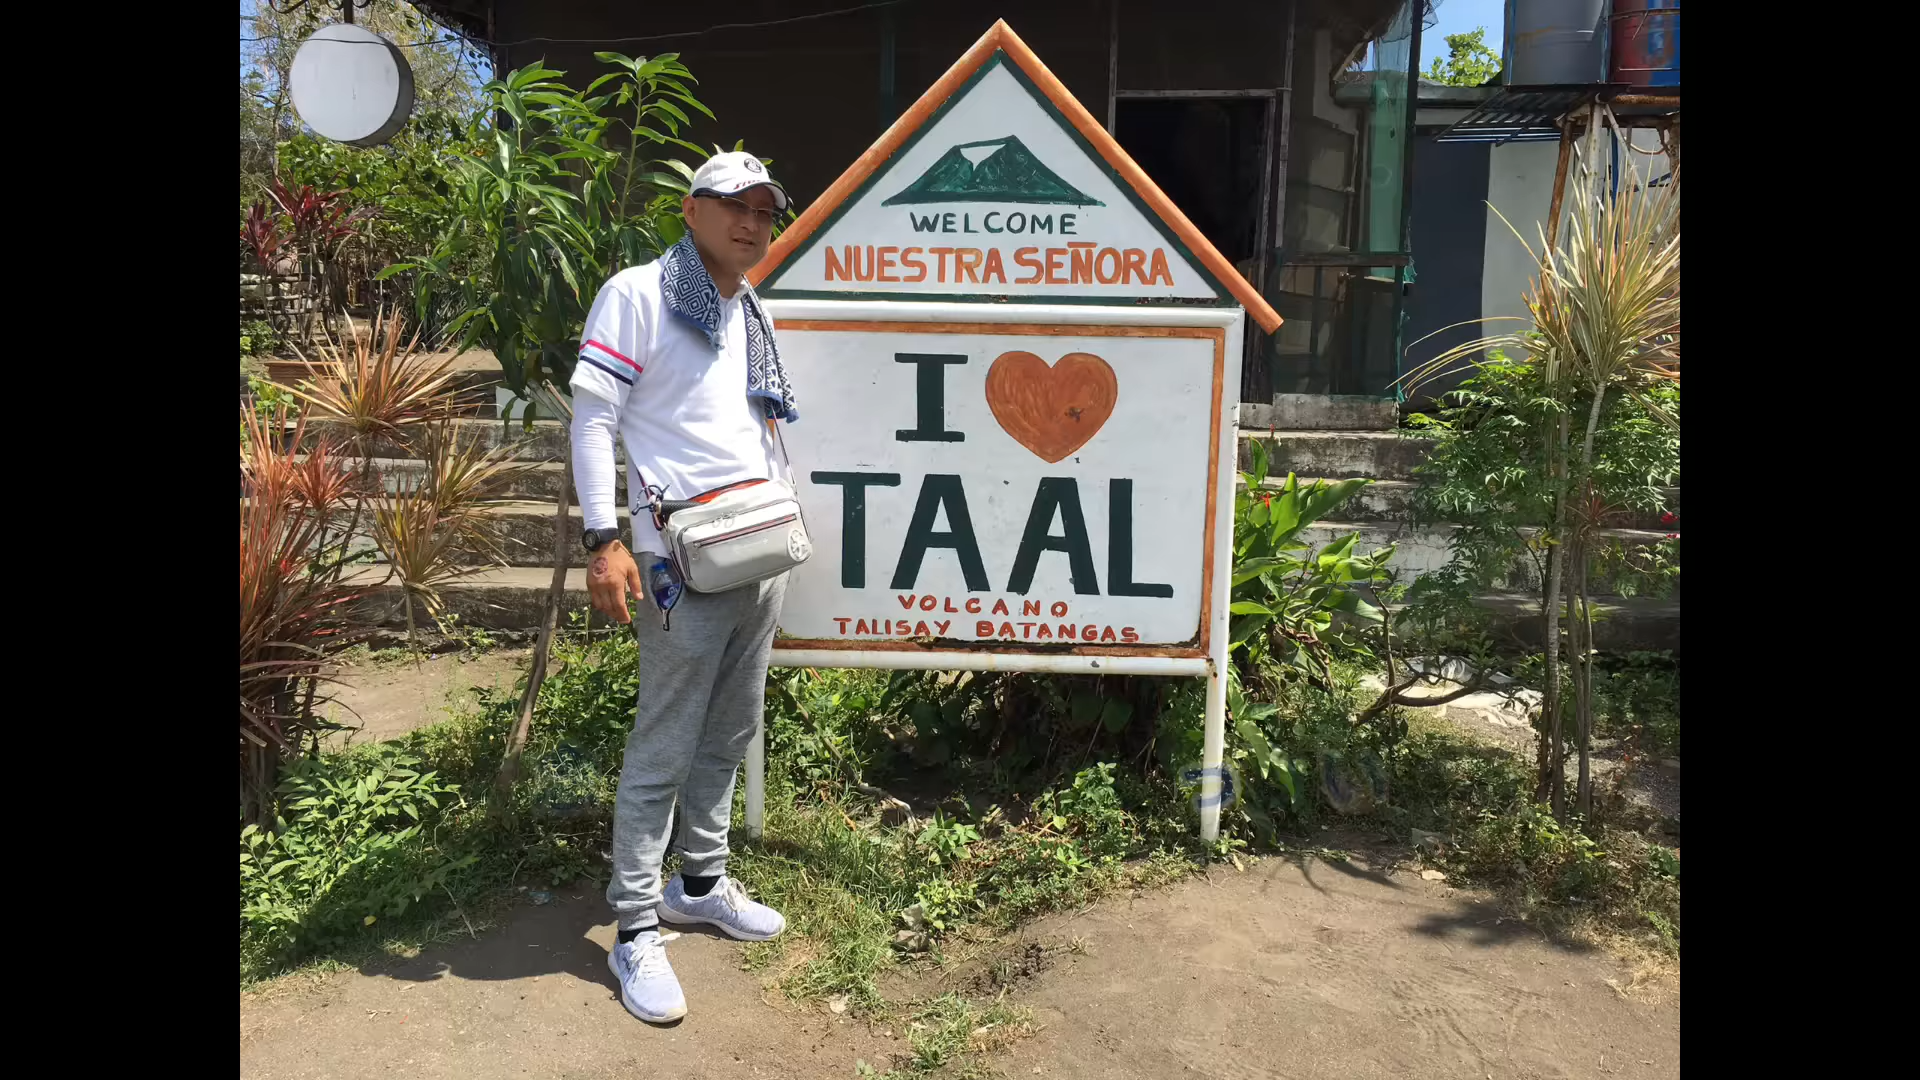 WELCOME
NUESTRA SEÑORA
I ❤ TAAL
VOLCANO
TALISAY BATANGAS